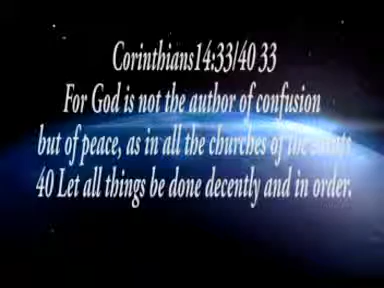 Corinthians14:33/40 33
For God is not the author of confusion
but of peace, as in all the churches of the saints
40 Let all things be done decently and in order.